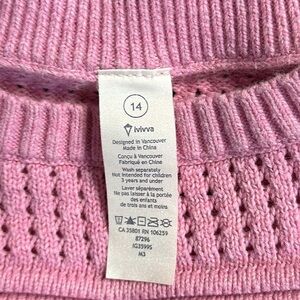 14
ivivva
Designed in Vancouver
Made in China
Conçu à Vancouver
Fabriqué en Chine
Wash separately
Not intended for children
3 years and under
Laver séparément
Ne pas laisser à la portée
des enfants
de trois ans et moins
CA 35801 RN 106259
87296
IG3599S
M3